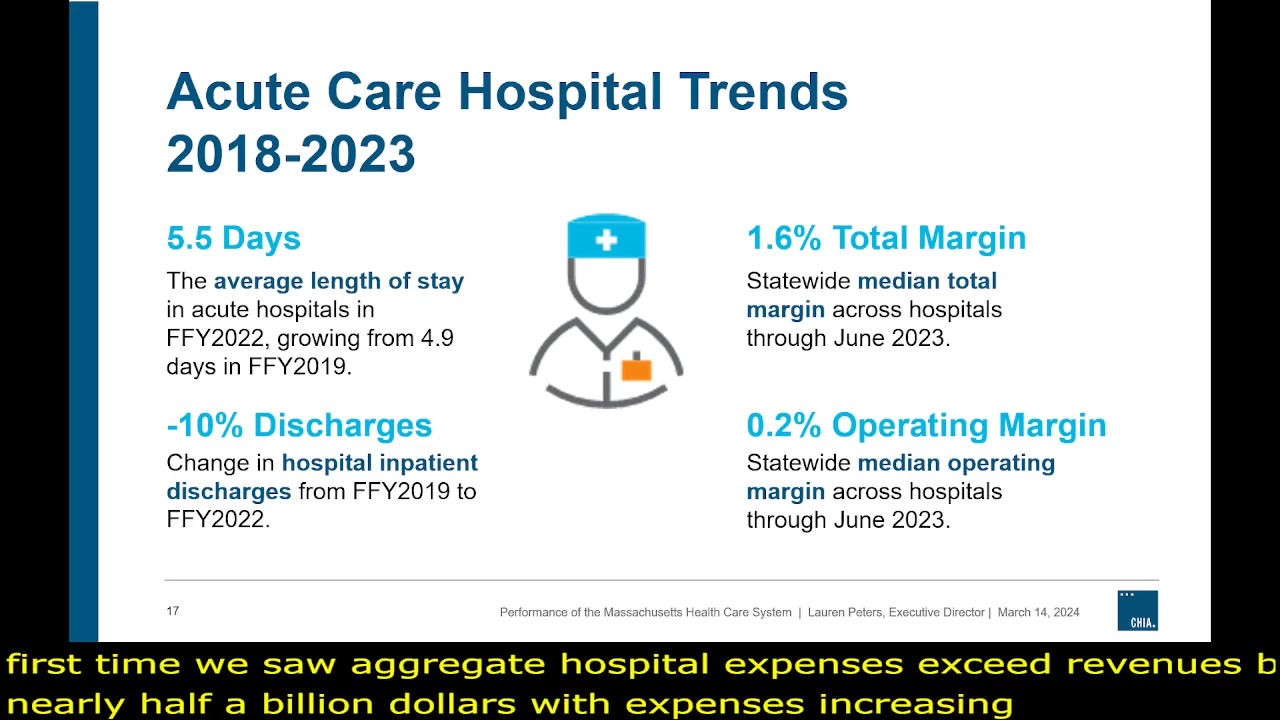 Acute Care Hospital Trends
2018-2023
5.5 Days
The average length of stay
in acute hospitals in
FFY2022, growing from 4.9
days in FFY2019.
-10% Discharges
Change in hospital inpatient
discharges from FFY2019 to
FFY2022.
1.6% Total Margin
Statewide median total
margin across hospitals
through June 2023.
0.2% Operating Margin
Statewide median operating
margin across hospitals
through June 2023.
17
Performance of the Massachusetts Health Care System | Lauren Peters, Executive Director | March 14, 2024
CHIA.
first time we saw aggregate hospital expenses exceed revenues b
nearly half a billion dollars with expenses increasing